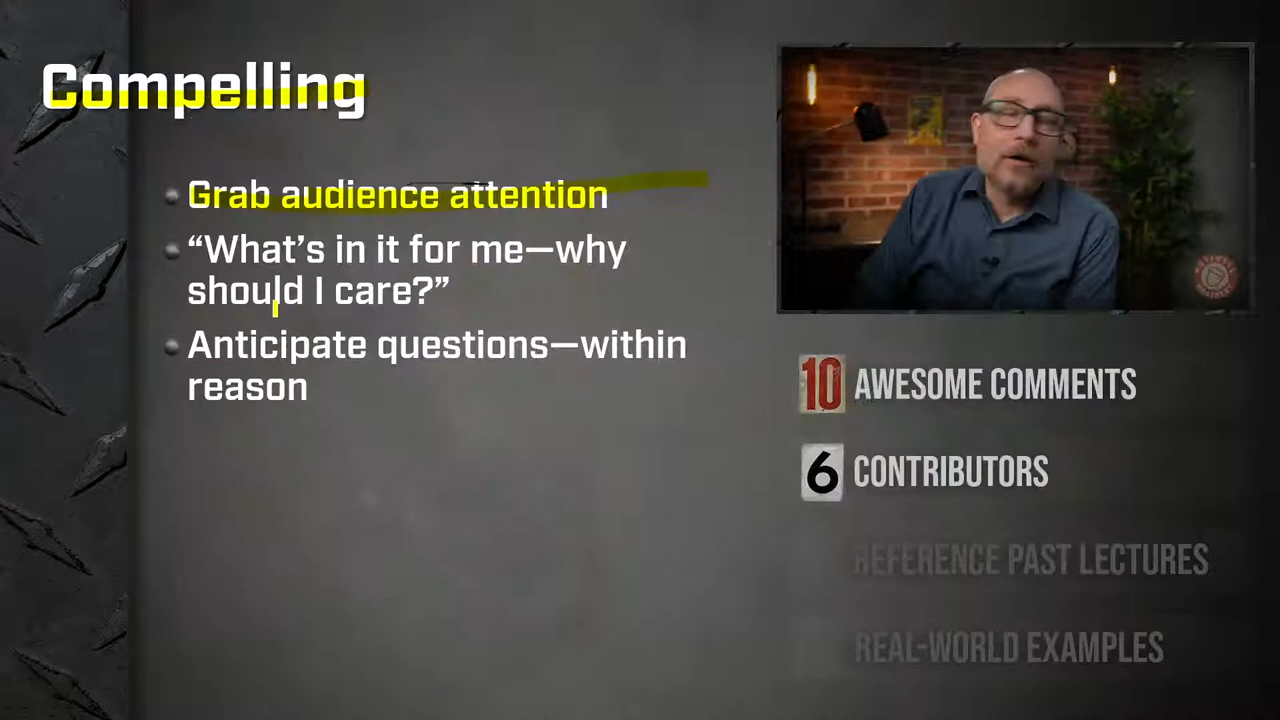 Compelling
Grab audience attention
“What’s in it for me—why
should I care?”
Anticipate questions—within
reason
10 AWESOME COMMENTS
6 CONTRIBUTORS
REFERENCE PAST LECTURES
REAL-WORLD EXAMPLES